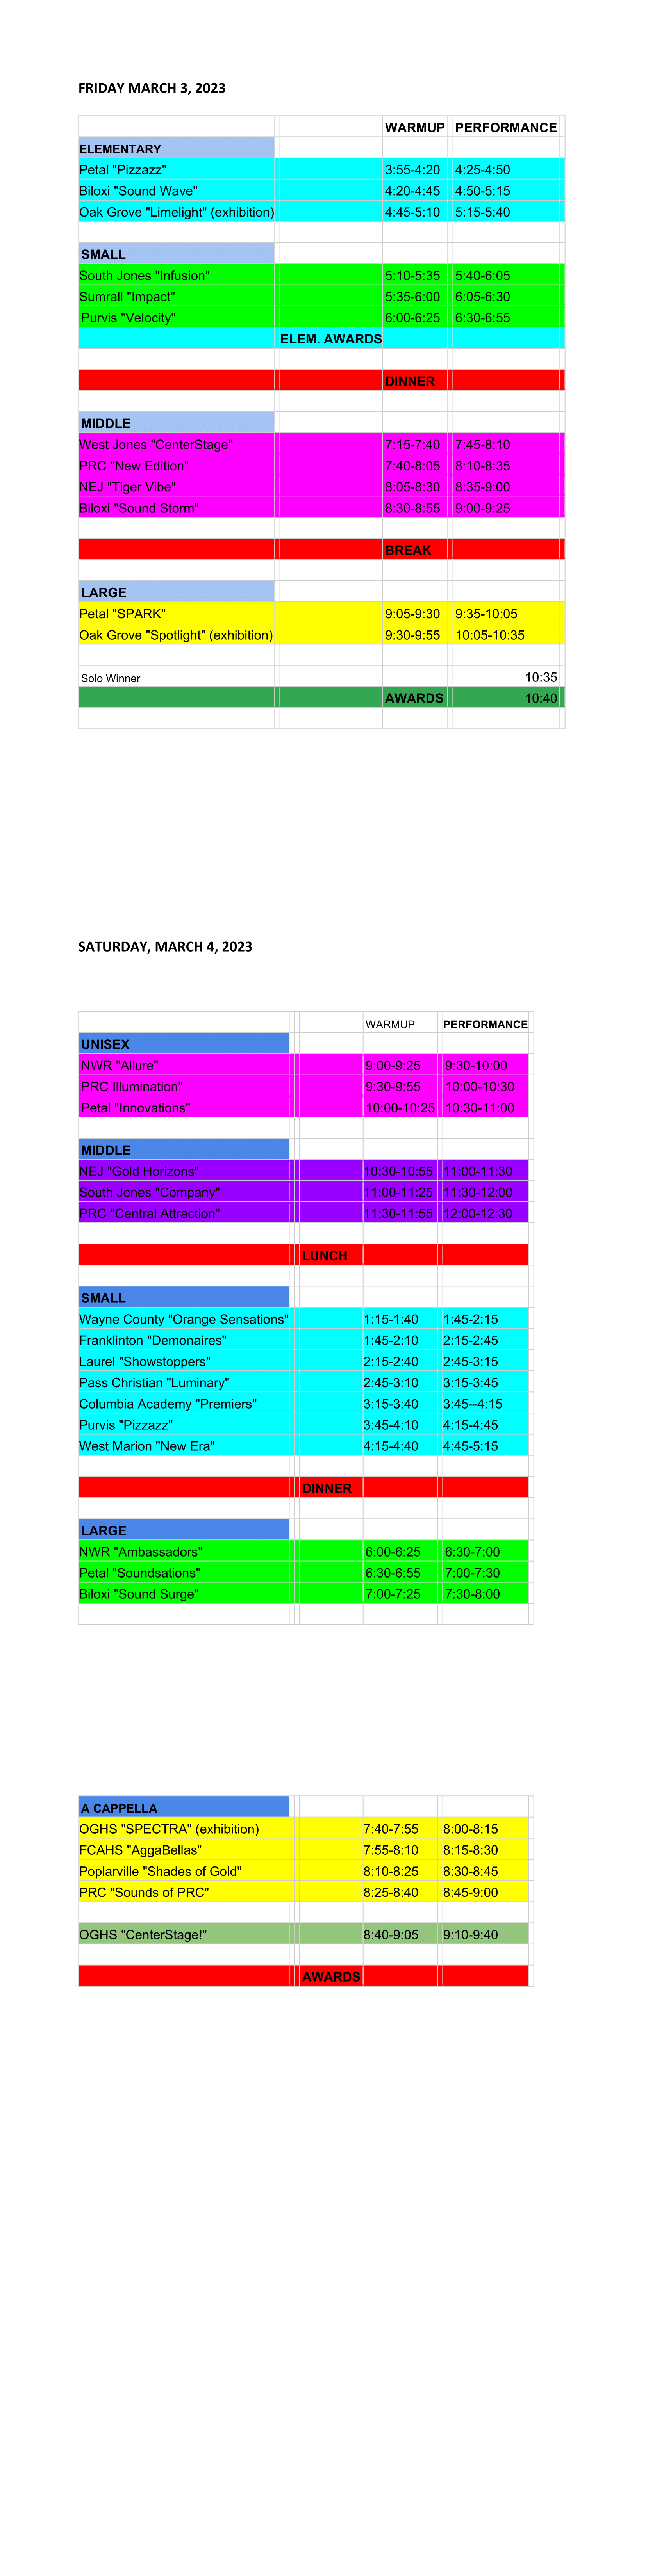 FRIDAY MARCH 3, 2023
WARMUP PERFORMANCE
ELEMENTARY
Petal "Pizzazz" 3:55-4:20 4:25-4:50
Biloxi "Sound Wave" 4:20-4:45 4:50-5:15
Oak Grove "Limelight" (exhibition) 4:45-5:10 5:15-5:40
SMALL
South Jones "Infusion" 5:10-5:35 5:40-6:05
Sumrall "Impact" 5:35-6:00 6:05-6:30
Purvis "Velocity" 6:00-6:25 6:30-6:55
ELEM. AWARDS
DINNER
MIDDLE
West Jones "CenterStage" 7:15-7:40 7:45-8:10
PRC "New Edition" 7:40-8:05 8:10-8:35
NEJ "Tiger Vibe" 8:05-8:30 8:35-9:00
Biloxi "Sound Storm" 8:30-8:55 9:00-9:25
BREAK
LARGE
Petal "SPARK" 9:05-9:30 9:35-10:05
Oak Grove "Spotlight" (exhibition) 9:30-9:55 10:05-10:35
Solo Winner 10:35
AWARDS 10:40
SATURDAY, MARCH 4, 2023
WARMUP PERFORMANCE
UNISEX
NWR "Allure" 9:00-9:25 9:30-10:00
PRC Illumination" 9:30-9:55 10:00-10:30
Petal "Innovations" 10:00-10:25 10:30-11:00
MIDDLE
NEJ "Gold Horizons" 10:30-10:55 11:00-11:30
South Jones "Company" 11:00-11:25 11:30-12:00
PRC "Central Attraction" 11:30-11:55 12:00-12:30
LUNCH
SMALL
Wayne County "Orange Sensations" 1:15-1:40 1:45-2:15
Franklinton "Demonaires" 1:45-2:10 2:15-2:45
Laurel "Showstoppers" 2:15-2:40 2:45-3:15
Pass Christian "Luminary" 2:45-3:10 3:15-3:45
Columbia Academy "Premiers" 3:15-3:40 3:45--4:15
Purvis "Pizzazz" 3:45-4:10 4:15-4:45
West Marion "New Era" 4:15-4:40 4:45-5:15
DINNER
LARGE
NWR "Ambassadors" 6:00-6:25 6:30-7:00
Petal "Soundsations" 6:30-6:55 7:00-7:30
Biloxi "Sound Surge" 7:00-7:25 7:30-8:00
A CAPPELLA
OGHS "SPECTRA" (exhibition) 7:40-7:55 8:00-8:15
FCAHS "AggaBellas" 7:55-8:10 8:15-8:30
Poplarville "Shades of Gold" 8:10-8:25 8:30-8:45
PRC "Sounds of PRC" 8:25-8:40 8:45-9:00
OGHS "CenterStage!" 8:40-9:05 9:10-9:40
AWARDS